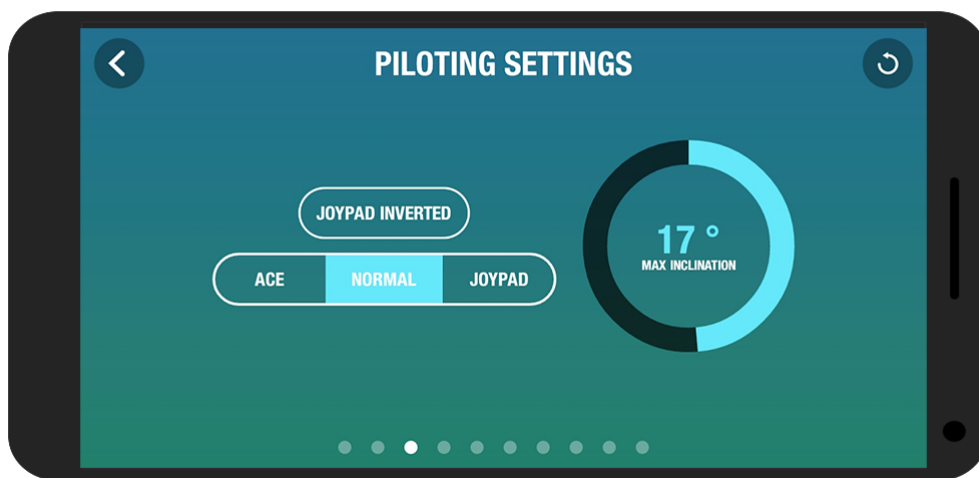 PILOTING SETTINGS
JOYPAD INVERTED
ACE NORMAL JOYPAD
17 °
MAX INCLINATION